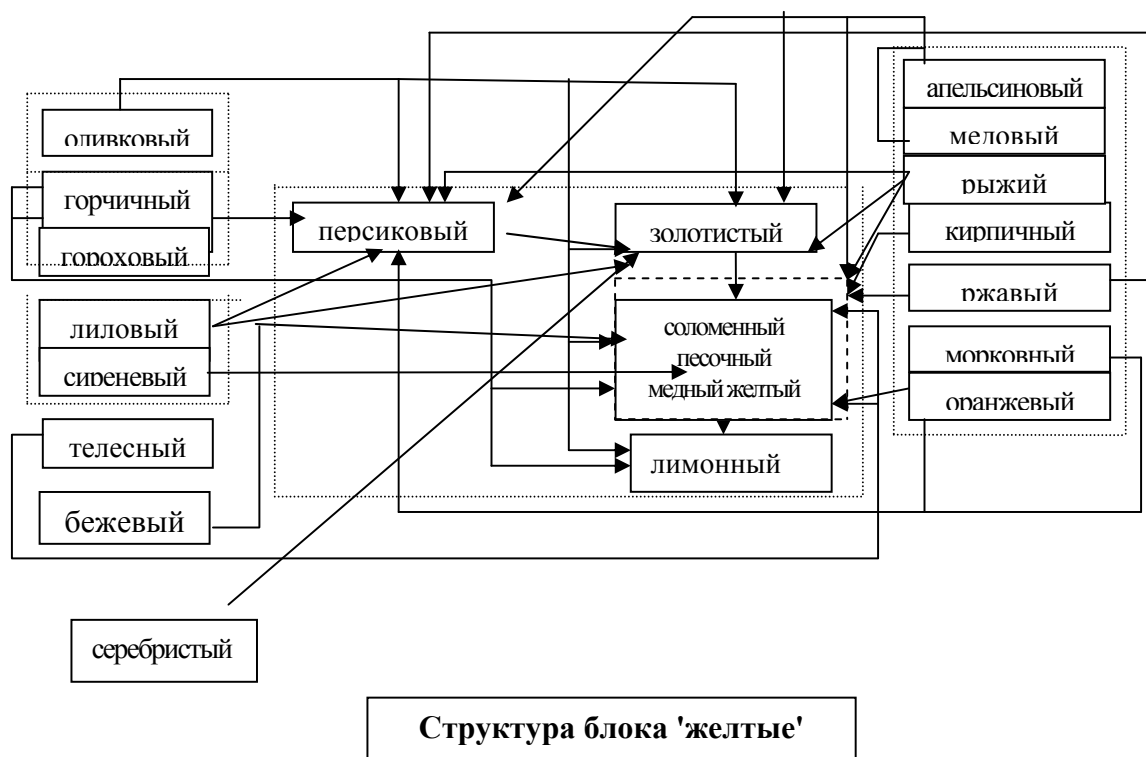 оливковый
горчичный
гороховый
лиловый
сиреневый
телесный
бежевый
серебристый
персиковый
золотистый
соломенный
песочный
медный желтый
лимонный
апельсиновый
медовый
рыжий
кирпичный
ржавый
морковный
оранжевый
Структура блока 'желтые'